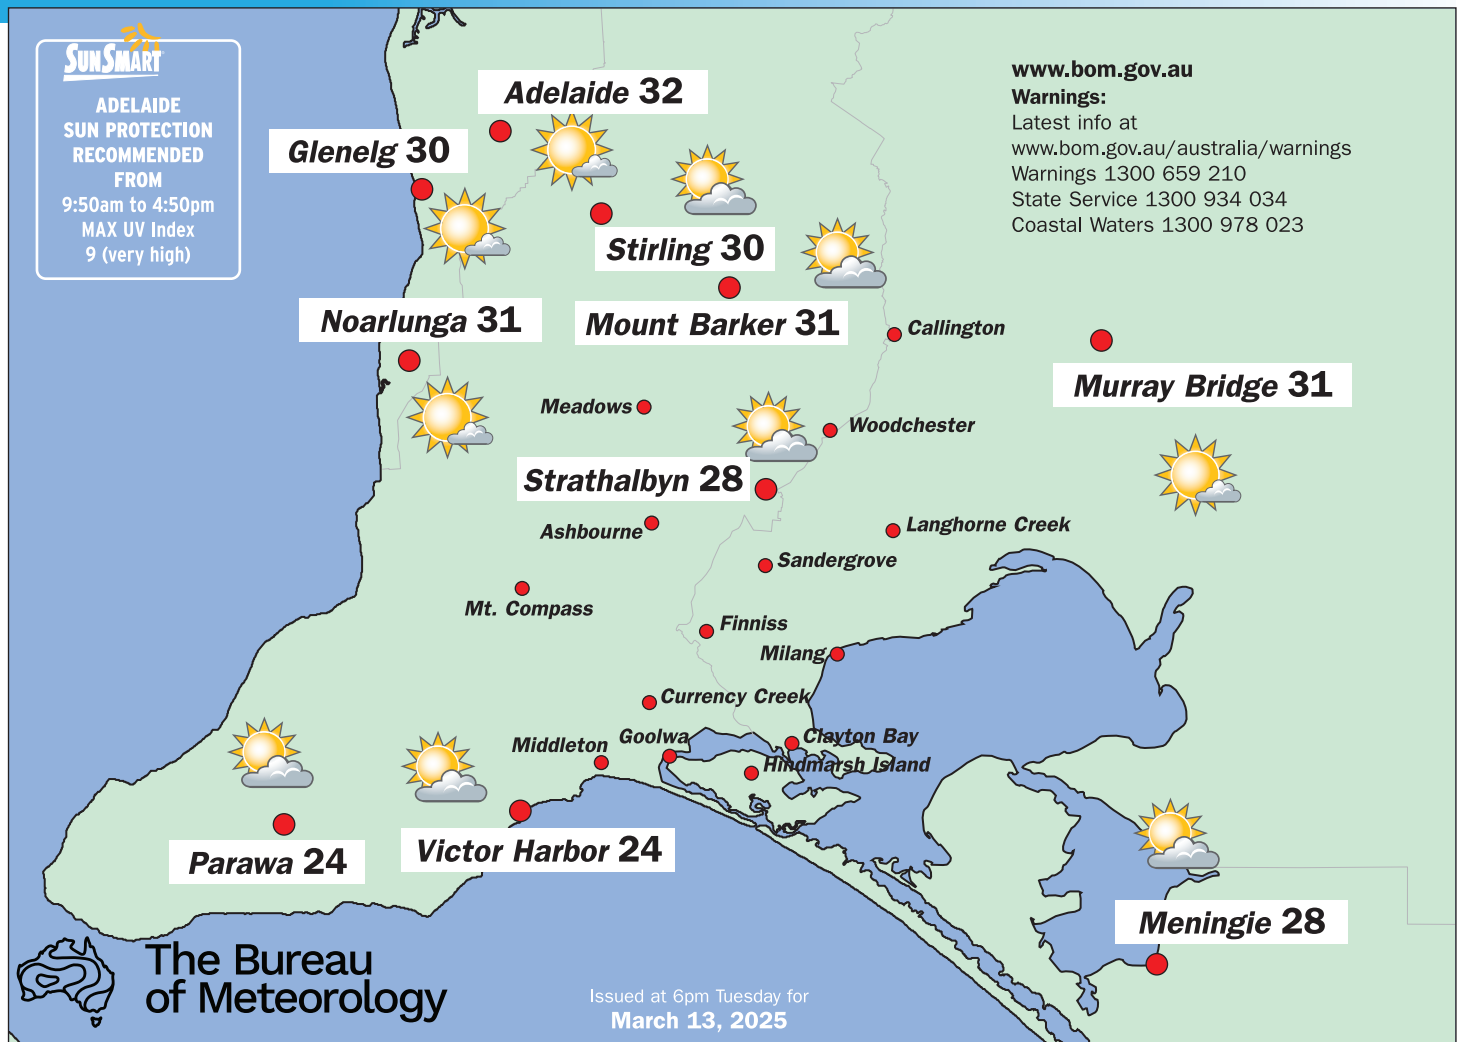 SunSmart
ADELAIDE
SUN PROTECTION
RECOMMENDED
FROM
9:50am to 4:50pm
MAX UV Index
9 (very high)
www.bom.gov.au
Warnings:
Latest info at
www.bom.gov.au/australia/warnings
Warnings 1300 659 210
State Service 1300 934 034
Coastal Waters 1300 978 023
Adelaide 32
Glenelg 30
Stirling 30
Noarlunga 31
Mount Barker 31
Callington
Murray Bridge 31
Meadows
Woodchester
Strathalbyn 28
Ashbourne
Langhorne Creek
Sandergrove
Mt. Compass
Finniss
Milang
Currency Creek
Middleton
Goolwa
Clayton Bay
Hindmarsh Island
Parawa 24
Victor Harbor 24
Meningie 28
The Bureau
of Meteorology
Issued at 6pm Tuesday for
March 13, 2025